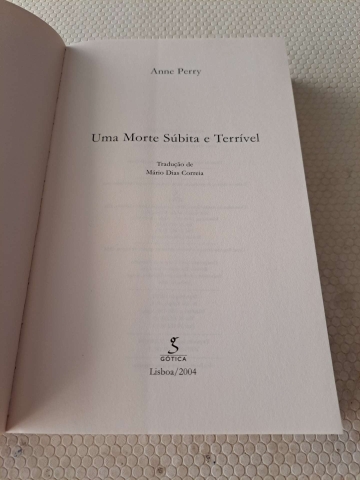 Anne Perry
Uma Morte Súbita e Terrível
Tradução de
Mário Dias Correia
g
GÓTICA
Lisboa/2004